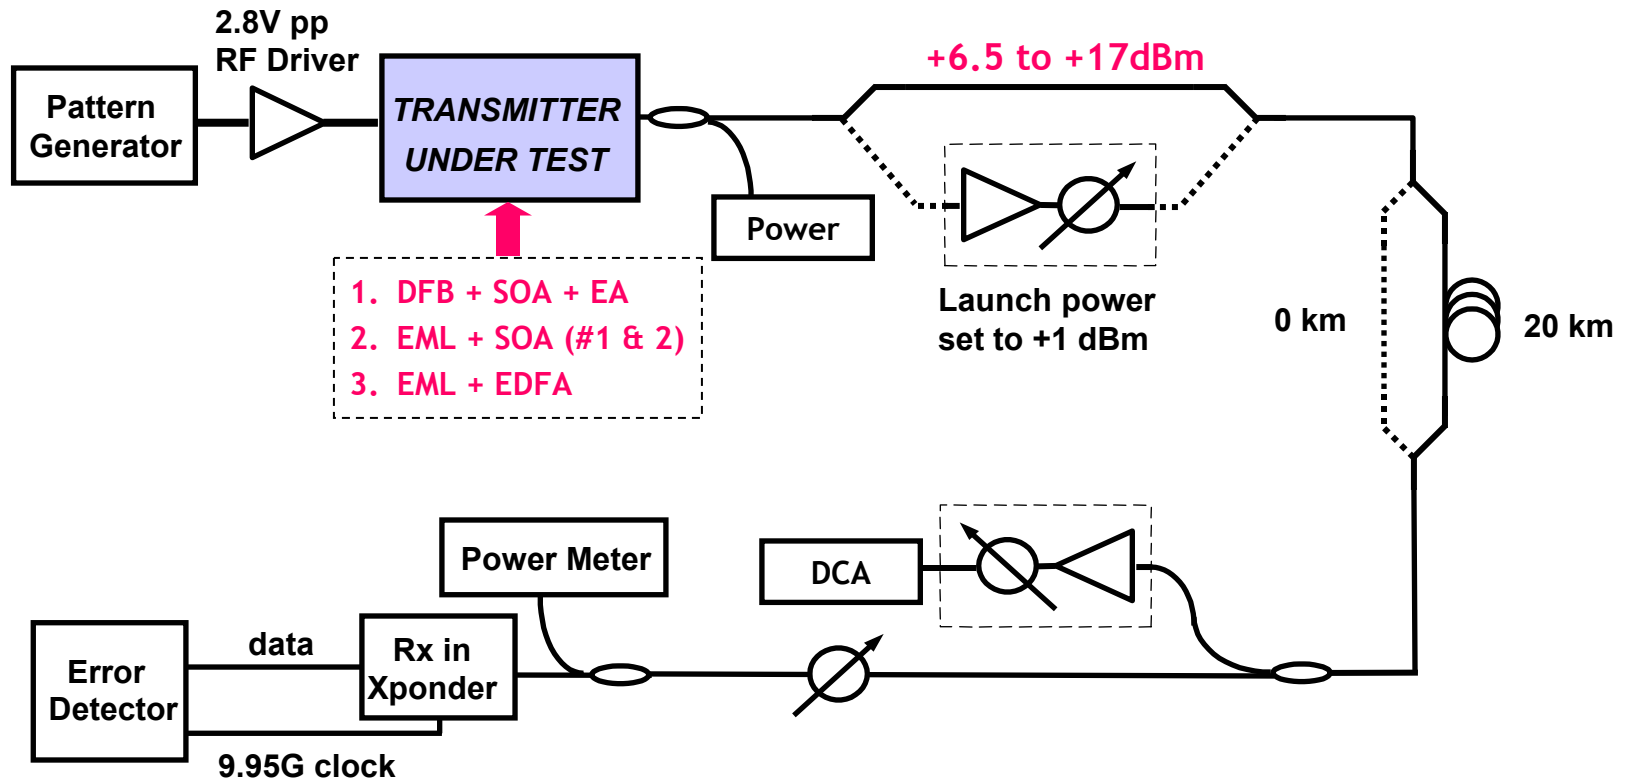 2.8V pp
RF Driver
+6.5 to +17dBm
Pattern
Generator
TRANSMITTER
UNDER TEST
Power
1. DFB + SOA + EA
2. EML + SOA (#1 & 2)
3. EML + EDFA
Launch power
set to +1 dBm
0 km
20 km
Power Meter
DCA
data
Rx in
Xponder
Error
Detector
9.95G clock